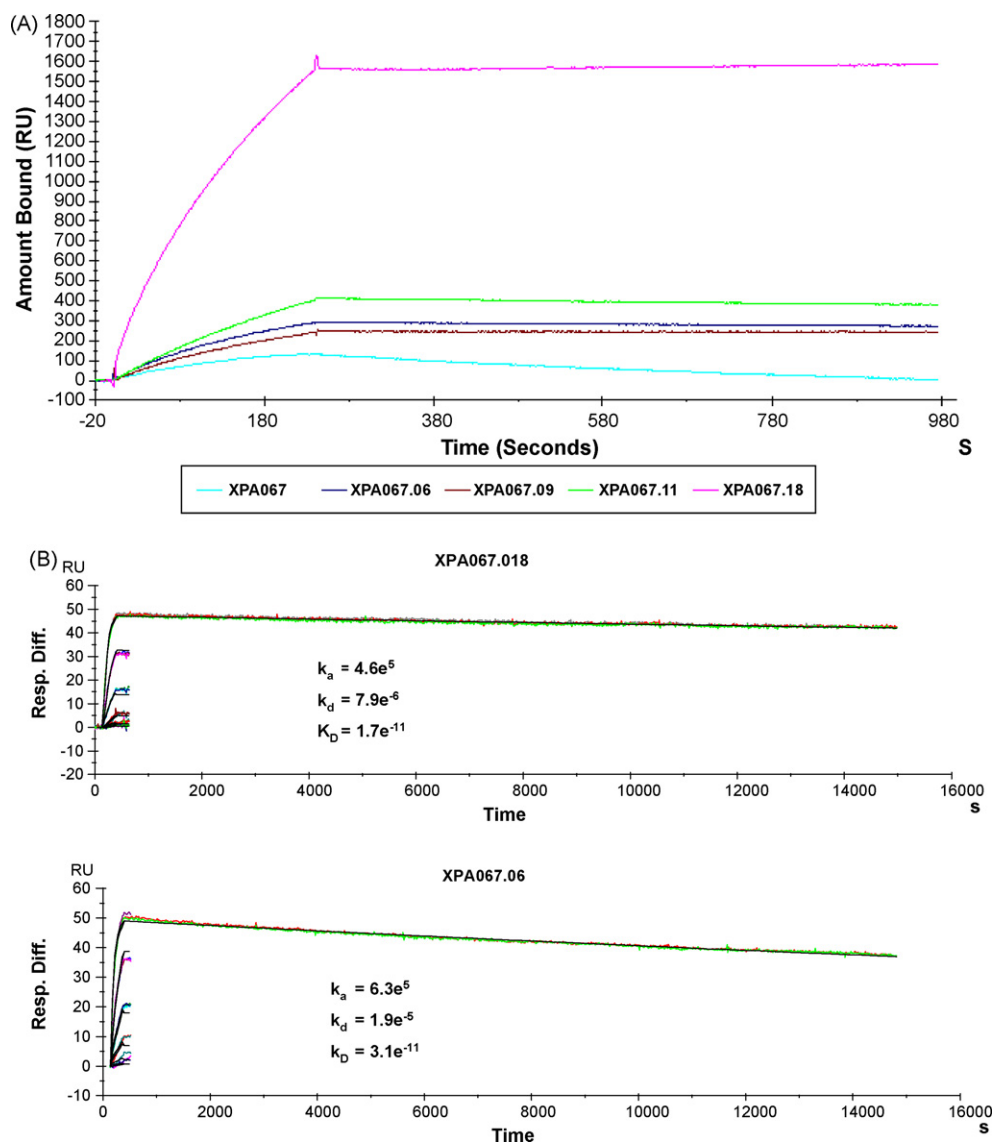 (A)
1800
1700
1600
1500
1400
1300
1200
1100
1000
900
800
700
600
500
400
300
200
100
0
-100
Amount Bound (RU)
-20 180 380 580 780 980
Time (Seconds) S
XPA067 XPA067.06 XPA067.09 XPA067.11 XPA067.18
(B) RU XPA067.018
60
50
40
30
20
10
0
-10
-20
Resp. Diff.
kₐ = 4.6e⁵
k_d = 7.9e⁻⁶
K_D = 1.7e⁻¹¹
0 2000 4000 6000 8000 10000 12000 14000 16000
Time s
RU XPA067.06
60
50
40
30
20
10
0
-10
Resp. Diff.
kₐ = 6.3e⁵
k_d = 1.9e⁻⁵
k_D = 3.1e⁻¹¹
0 2000 4000 6000 8000 10000 12000 14000 16000
Time s